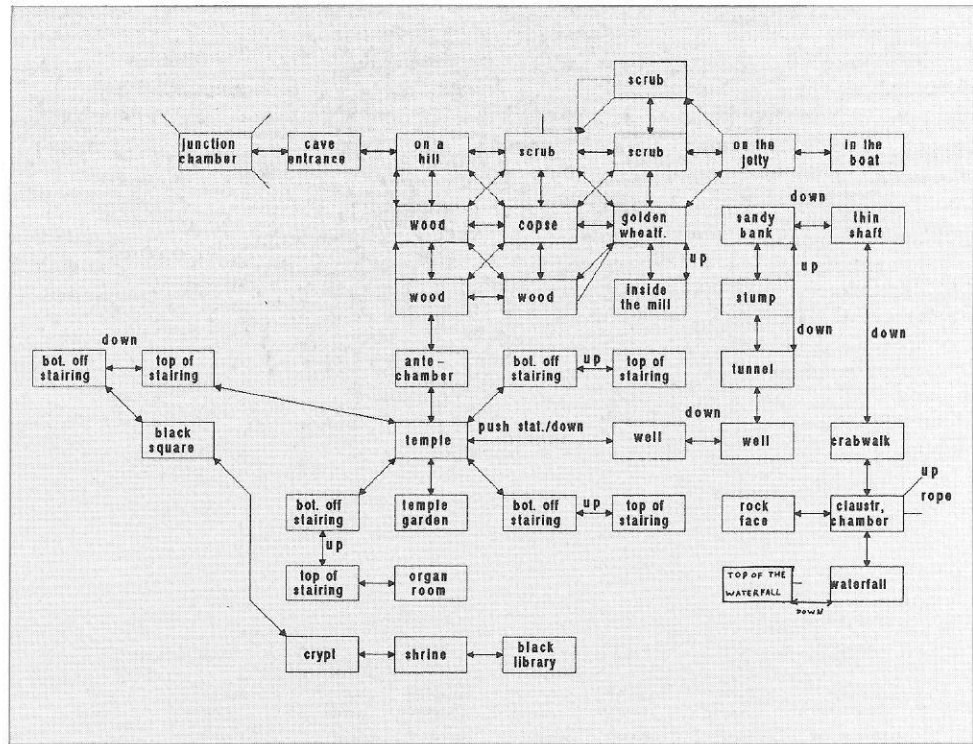 scrub
junction
chamber
cave
entrance
on a
hill
scrub
scrub
on the
jetty
in the
boat
wood
copse
golden
wheatf.
sandy
bank
down
thin
shaft
up
up
wood
wood
inside
the mill
stump
down
down
down
bot. off
stairing
top of
stairing
ante-
chamber
bot. off
stairing
up
top of
stairing
tunnel
black
square
temple
push stat./down
well
down
well
crabwalk
bot. off
stairing
temple
garden
bot. off
stairing
up
top of
stairing
rock
face
claustr,
chamber
up
rope
up
top of
stairing
organ
room
TOP OF THE
WATERFALL
waterfall
DOWN
crypt
shrine
black
library